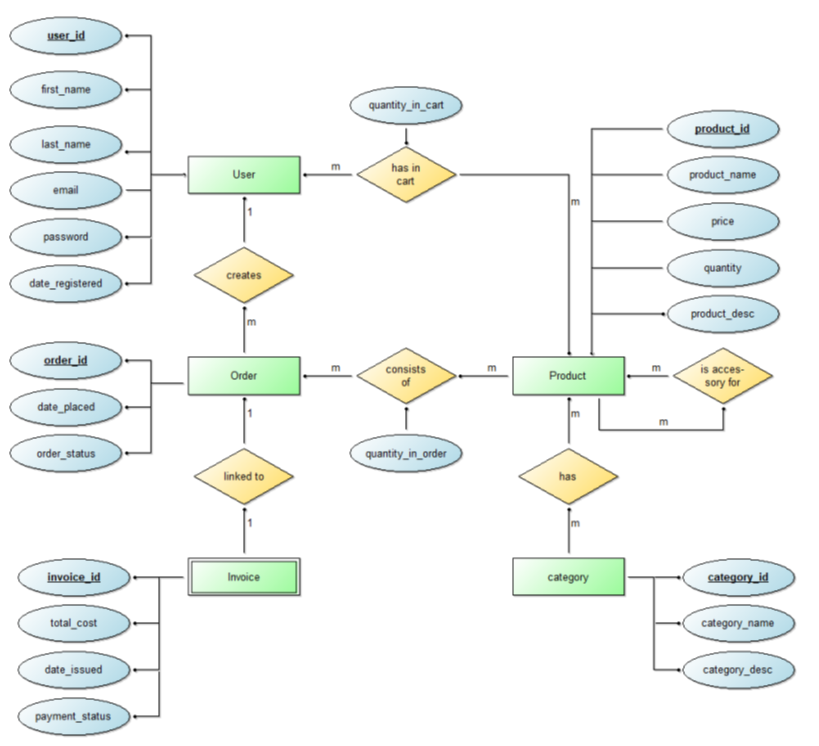 user_id
first_name
last_name
email
password
date_registered
User
quantity_in_cart
m
has in
cart
m
product_id
product_name
price
quantity
product_desc
1
creates
m
order_id
date_placed
order_status
Order
m
consists
of
m
quantity_in_order
Product
m
is acces-
sory for
m
1
linked to
1
m
has
m
invoice_id
total_cost
date_issued
payment_status
Invoice
category
category_id
category_name
category_desc